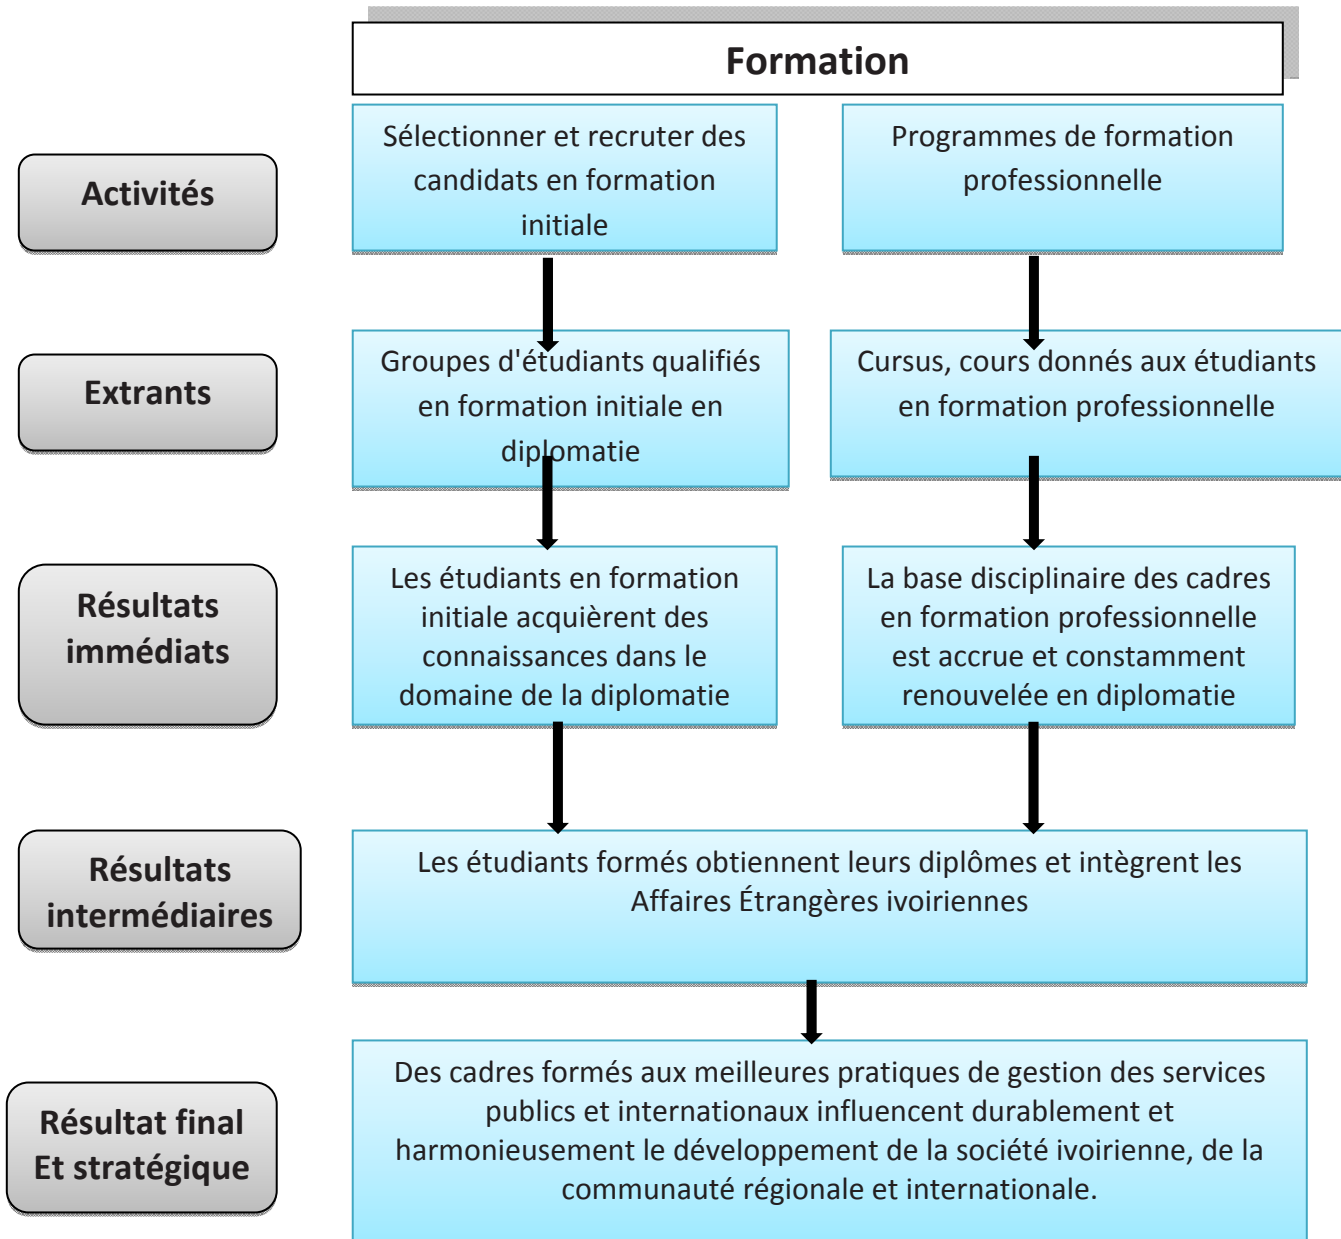 Formation
Activités
Sélectionner et recruter des
candidats en formation
initiale
Programmes de formation
professionnelle
Extrants
Groupes d'étudiants qualifiés
en formation initiale en
diplomatie
Cursus, cours donnés aux étudiants
en formation professionnelle
Résultats
immédiats
Les étudiants en formation
initiale acquièrent des
connaissances dans le
domaine de la diplomatie
La base disciplinaire des cadres
en formation professionnelle
est accrue et constamment
renouvelée en diplomatie
Résultats
intermédiaires
Les étudiants formés obtiennent leurs diplômes et intègrent les
Affaires Étrangères ivoiriennes
Résultat final
Et stratégique
Des cadres formés aux meilleures pratiques de gestion des services
publics et internationaux influencent durablement et
harmonieusement le développement de la société ivoirienne, de la
communauté régionale et internationale.